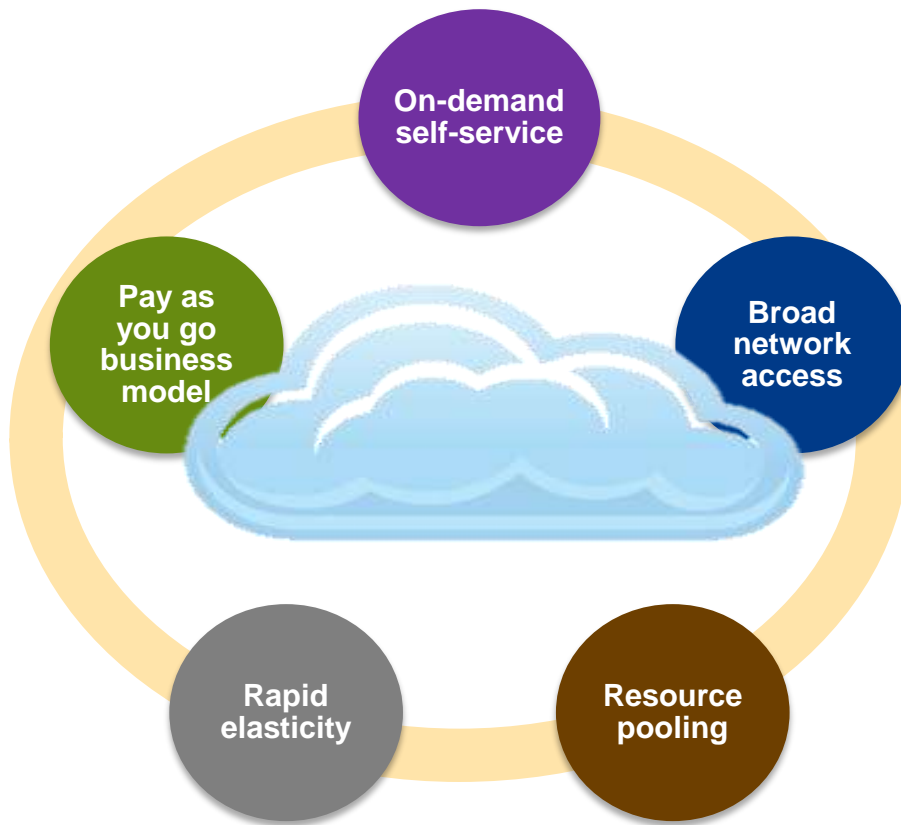 On-demand
self-service
Pay as
you go
business
model
Broad
network
access
Rapid
elasticity
Resource
pooling